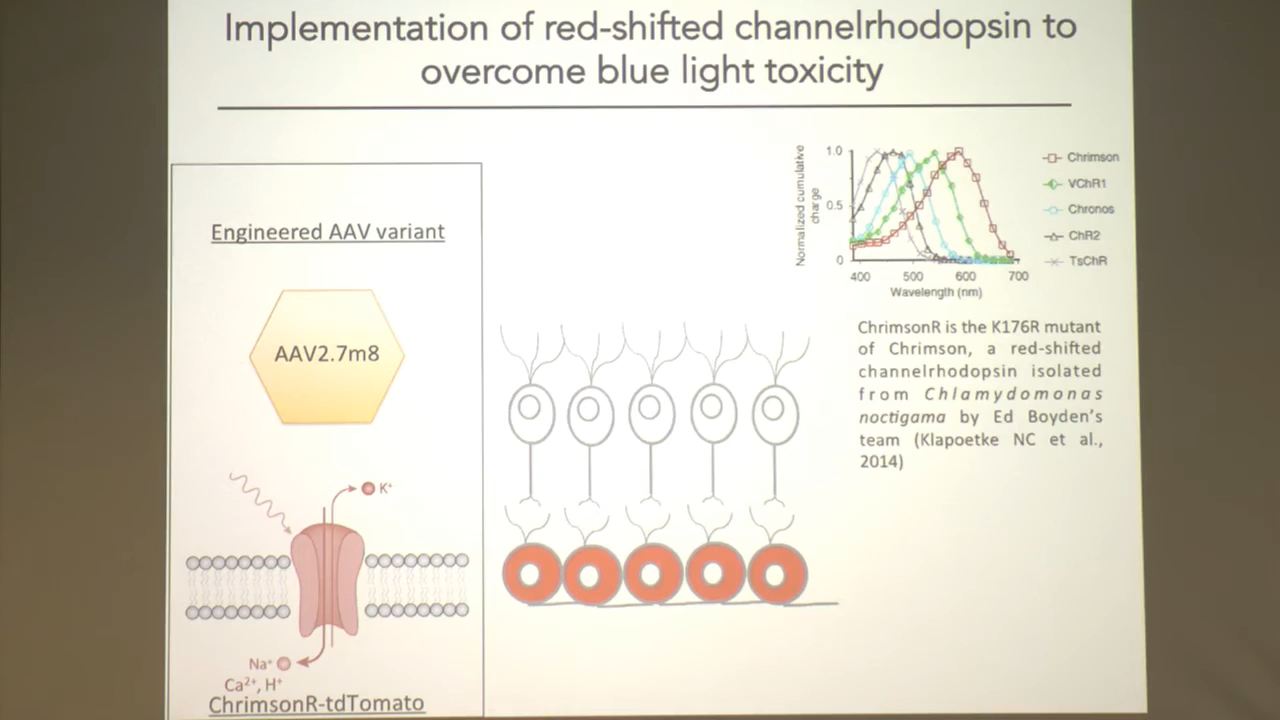 Implementation of red-shifted channelrhodopsin to
overcome blue light toxicity
Engineered AAV variant
AAV2.7m8
K⁺
Na⁺
Ca²⁺, H⁺
ChrimsonR-tdTomato
Normalized cumulative
charge
1.0
0.5
0
400 500 600 700
Wavelength (nm)
Chrimson
VChR1
Chronos
ChR2
TsChR
ChrimsonR is the K176R mutant
of Chrimson, a red-shifted
channelrhodopsin isolated
from Chlamydomonas
noctigama by Ed Boyden's
team (Klapoetke NC et al.,
2014)